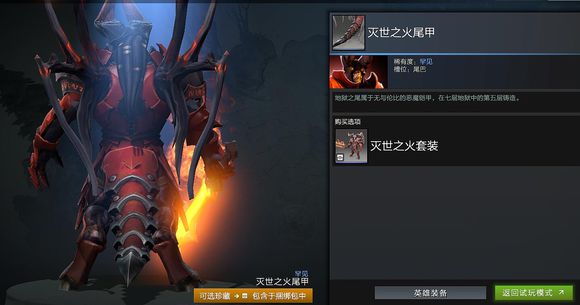 灭世之火尾甲
稀有度：罕见
槽位：尾巴
地狱之尾属于无与伦比的恶魔铠甲，在七层地狱中的第五层铸造。
购买选项
灭世之火套装
罕见
灭世之火尾甲
可选珍藏 → 包含于捆绑包中
英雄装备
返回试玩模式